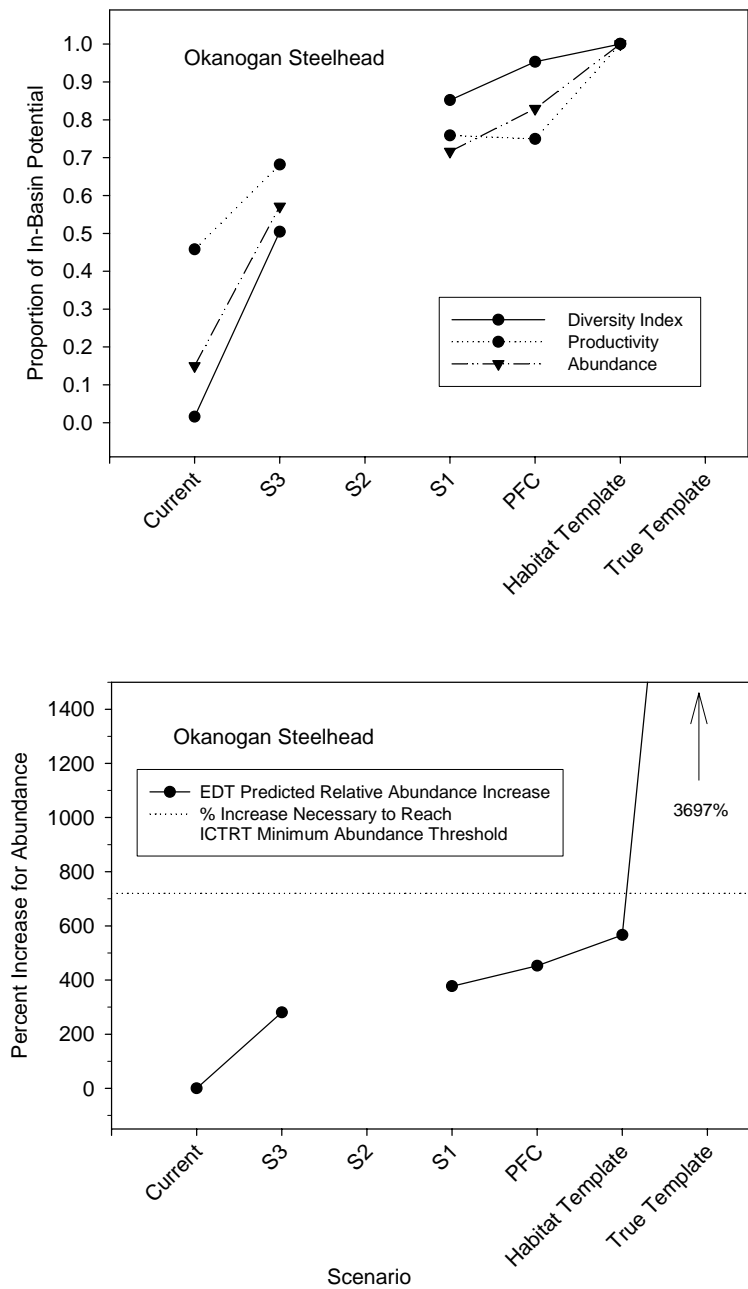 Okanogan Steelhead
Proportion of In-Basin Potential
1.0
0.9
0.8
0.7
0.6
0.5
0.4
0.3
0.2
0.1
0.0
Diversity Index
Productivity
Abundance
Current
S3
S2
S1
PFC
Habitat Template
True Template
Okanogan Steelhead
Percent Increase for Abundance
1400
1200
1000
800
600
400
200
0
EDT Predicted Relative Abundance Increase
% Increase Necessary to Reach
ICTRT Minimum Abundance Threshold
3697%
Current
S3
S2
S1
PFC
Habitat Template
True Template
Scenario